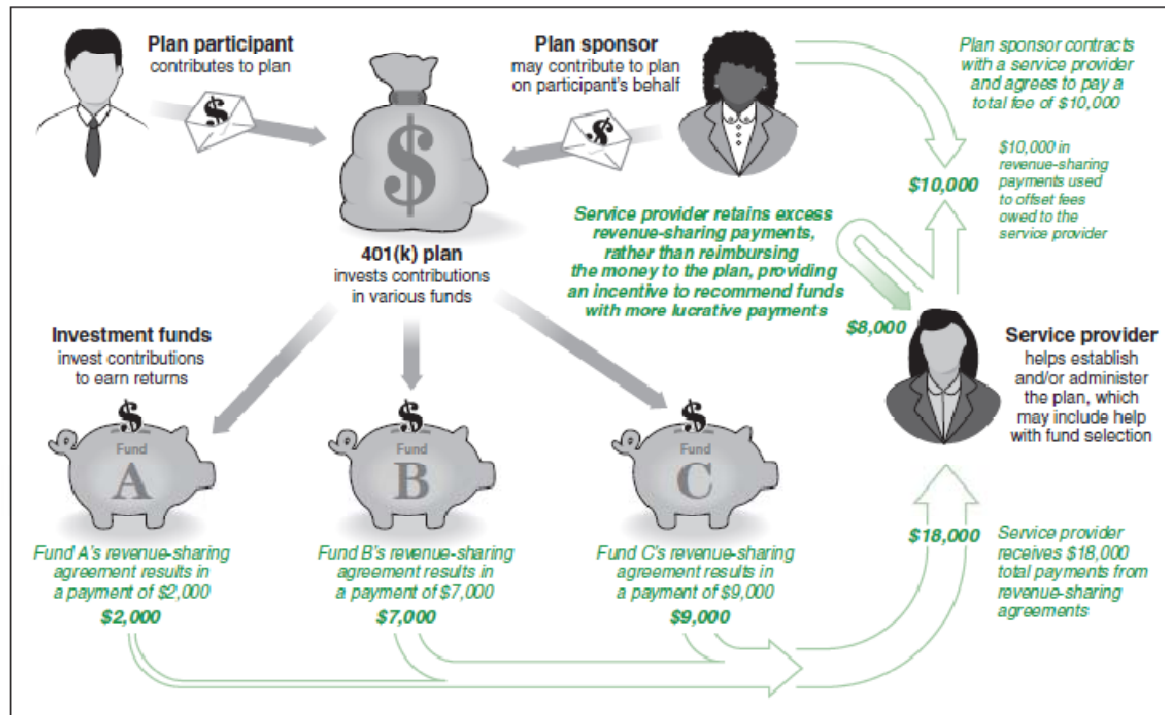 Plan participant
contributes to plan
Plan sponsor
may contribute to plan
on participant's behalf
Plan sponsor contracts
with a service provider
and agrees to pay a
total fee of $10,000
$
$
$
$10,000 in
revenue-sharing
payments used
to offset fees
owed to the
service provider
$10,000
Service provider retains excess
revenue-sharing payments,
rather than reimbursing
the money to the plan, providing
an incentive to recommend funds
with more lucrative payments
$8,000
401(k) plan
invests contributions
in various funds
Service provider
helps establish
and/or administer
the plan, which
may include help
with fund selection
Investment funds
invest contributions
to earn returns
$
Fund
A
$
Fund
B
$
Fund
C
Fund A's revenue-sharing
agreement results in
a payment of $2,000
$2,000
Fund B's revenue-sharing
agreement results in
a payment of $7,000
$7,000
Fund C's revenue-sharing
agreement results in
a payment of $9,000
$9,000
$18,000
Service provider
receives $18,000
total payments from
revenue-sharing
agreements